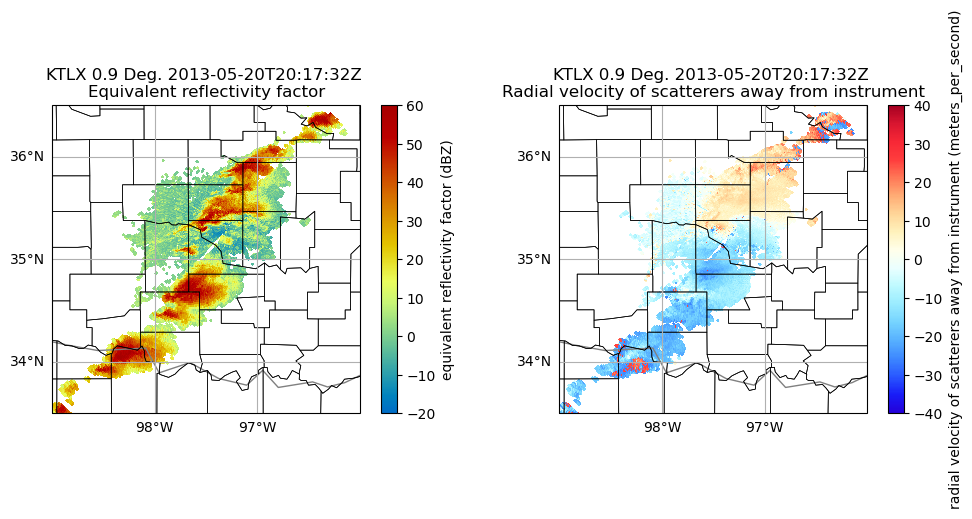 KTLX 0.9 Deg. 2013-05-20T20:17:32Z
Equivalent reflectivity factor
36°N
35°N
34°N
98°W
97°W
60
50
40
30
20
10
0
−10
−20
equivalent reflectivity factor (dBZ)
KTLX 0.9 Deg. 2013-05-20T20:17:32Z
Radial velocity of scatterers away from instrument
36°N
35°N
34°N
98°W
97°W
40
30
20
10
0
−10
−20
−30
−40
radial velocity of scatterers away from instrument (meters_per_second)